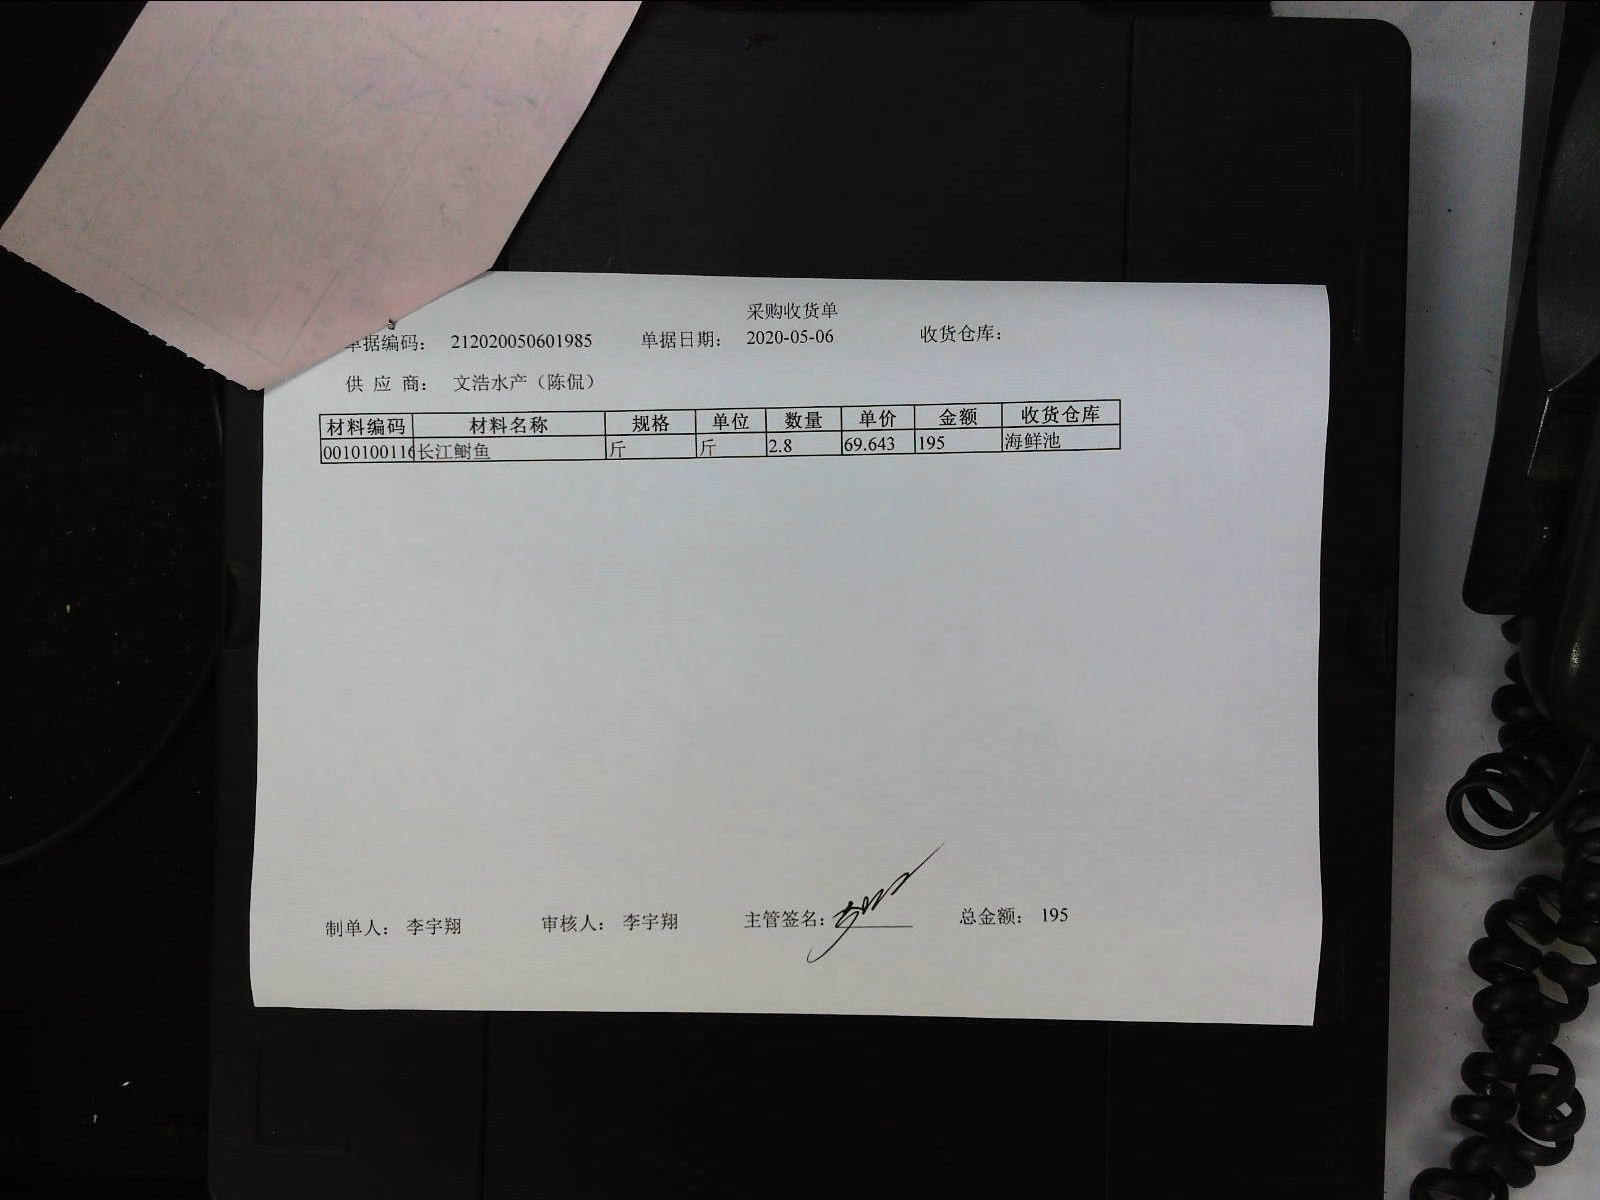 采购收货单
单据编码： 212020050601985 单据日期： 2020-05-06 收货仓库：
供 应 商： 文浩水产（陈侃）
材料编码 材料名称 规格 单位 数量 单价 金额 收货仓库
0010100116 长江鲥鱼 斤 斤 2.8 69.643 195 海鲜池
制单人： 李宇翔 审核人： 李宇翔 主管签名： 总金额： 195